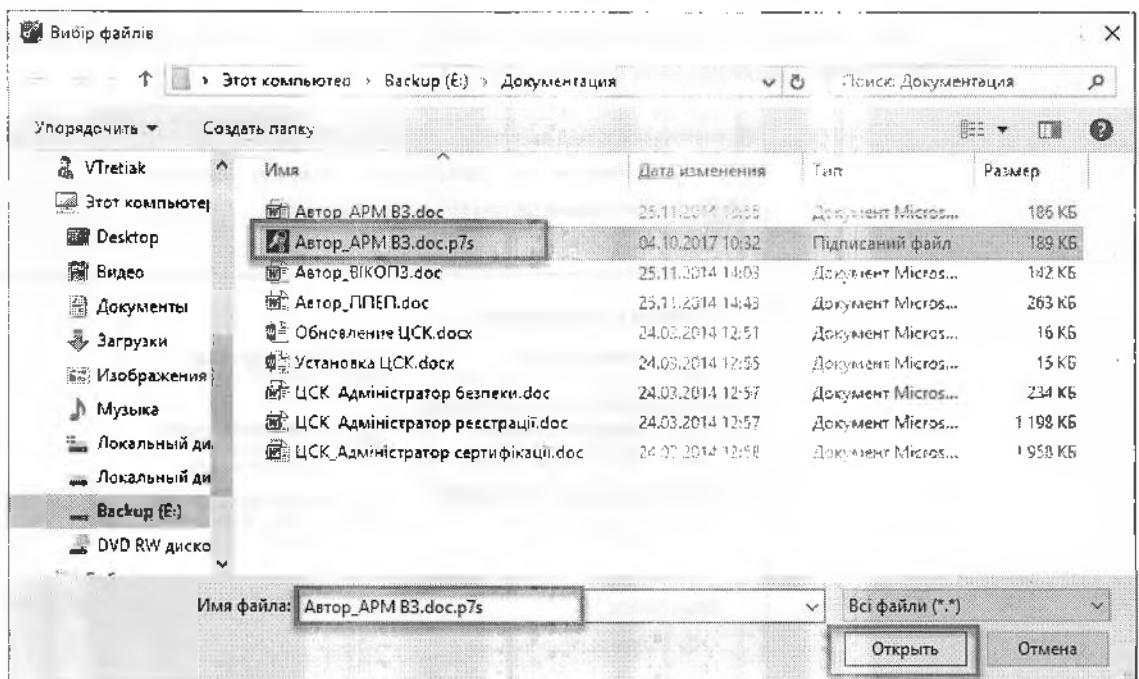 Вибір файлів
Этот компьютер > Backup (E:) > Документация
Поиск: Документация
Упорядочить Создать папку
Имя Дата изменения Тип Размер
VTretiak
Этот компьютер
Desktop
Видео
Документы
Загрузки
Изображения
Музыка
Локальный ди
Локальный ди
Backup (E:)
DVD RW диско
Автор_АРМ ВЗ.doc 25.11.2014 Документ Micros... 186 КБ
Автор_АРМ ВЗ.doc.p7s 04.10.2017 10:32 Підписаний файл 189 КБ
Автор_ВІКОПЗ.doc 25.11.2014 14:03 Документ Micros... 142 КБ
Автор_ППЕП.doc 25.11.2014 14:43 Документ Micros... 263 КБ
Обновление ЦСК.docx 24.03.2014 12:51 Документ Micros... 16 КБ
Установка ЦСК.docx 24.03.2014 12:55 Документ Micros... 15 КБ
ЦСК_Адміністратор безпеки.doc 24.03.2014 12:57 Документ Micros... 234 КБ
ЦСК_Адміністратор реєстрації.doc 24.03.2014 12:57 Документ Micros... 1 198 КБ
ЦСК_Адміністратор сертифікації.doc 12:58 Документ Micros... 1 958 КБ
Имя файла: Автор_АРМ ВЗ.doc.p7s Всі файли (*.*)
Открыть Отмена